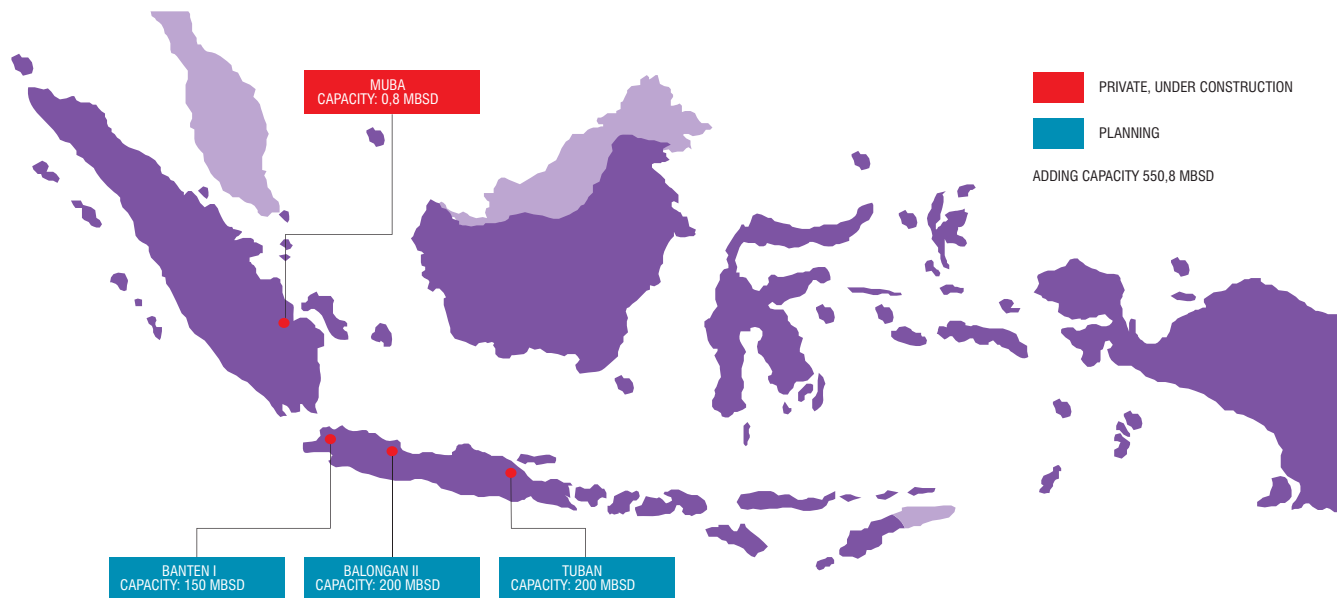 MUBA
CAPACITY: 0,8 MBSD
PRIVATE, UNDER CONSTRUCTION
PLANNING
ADDING CAPACITY 550,8 MBSD
BANTEN I
CAPACITY: 150 MBSD
BALONGAN II
CAPACITY: 200 MBSD
TUBAN
CAPACITY: 200 MBSD